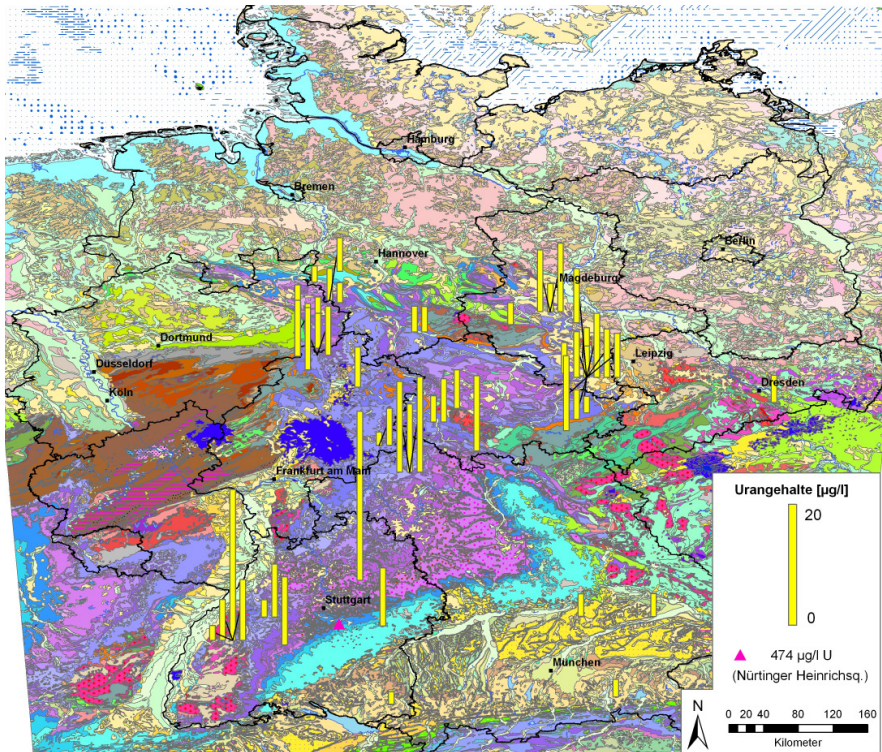 Hamburg
Bremen
Berlin
Hannover
Magdeburg
Dortmund
Leipzig
Düsseldorf
Dresden
Köln
Frankfurt am Main
Stuttgart
München
Urangehalte [µg/l]
20
0
474 µg/l U
(Nürtinger Heinrichsq.)
N
0 20 40 80 120 160
Kilometer